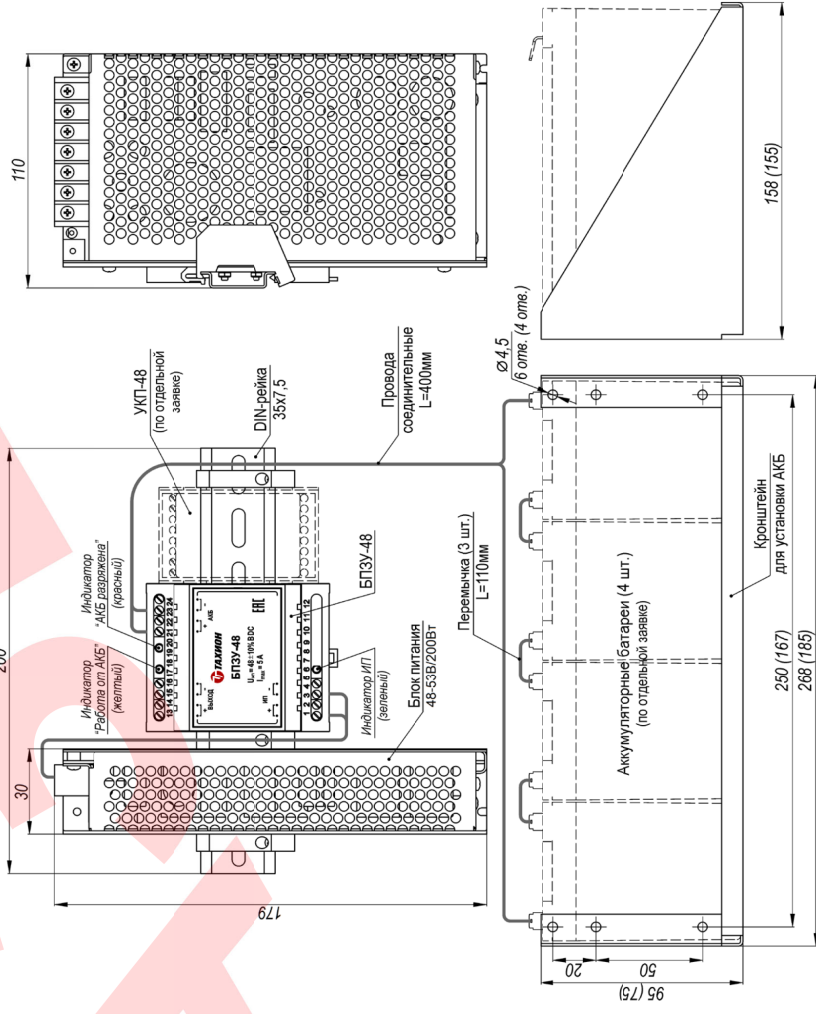 110
158 (155)
УКП-48
(по отдельной
заявке)
DIN-рейка
35х7,5
Провода
соединительные
L=400мм
Ø 4,5
6 отв. (4 отв.)
Индикатор
"АКБ разряжена"
(красный)
Индикатор
"Работа от АКБ"
(желтый)
13 14 15 16 17 18 19 20 21 22 23 24
ВЫХОД
АКБ
ТАХИОН
БПЗУ-48
=48±10%BDC
= 5 A
ИП
+ -
EAC
1 2 3 4 5 6 7 8 9 10 11 12
БПЗУ-48
Индикатор ИП
(зеленый)
Блок питания
48-53В/200Вт
30
179
Перемычка (3 шт.)
L=110мм
Аккумуляторные батареи (4 шт.)
(по отдельной заявке)
Кронштейн
для установки АКБ
20
50
95 (75)
250 (167)
268 (185)